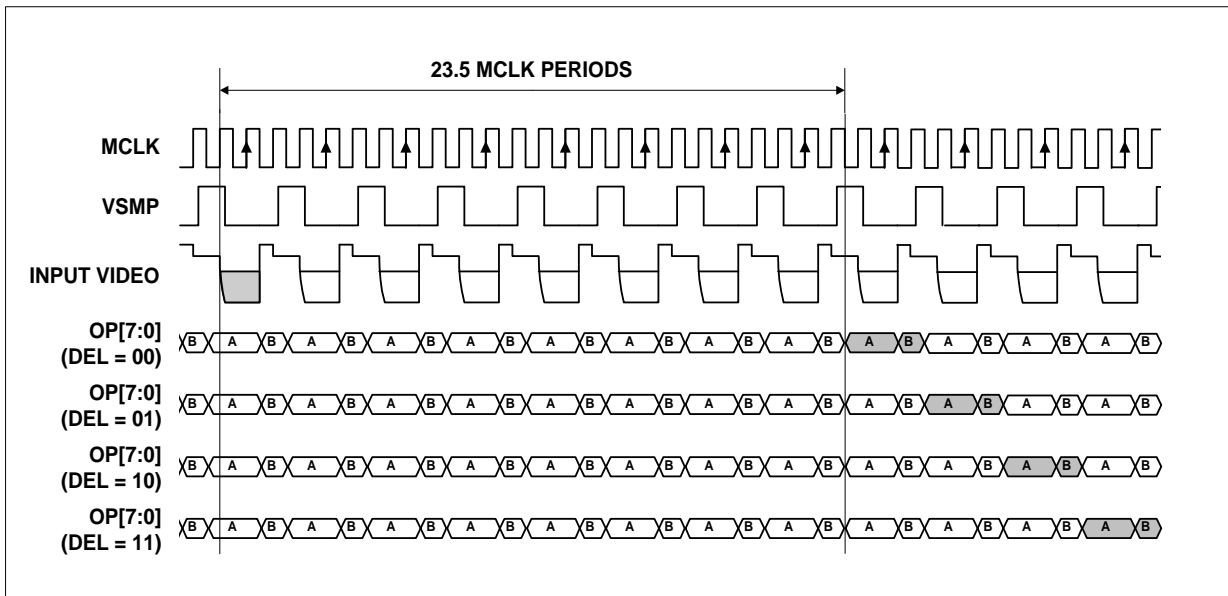 23.5 MCLK PERIODS
MCLK
VSMP
INPUT VIDEO
OP[7:0]
(DEL = 00)
B A B A B A B A B A B A B A B A B A B A B A B A B
OP[7:0]
(DEL = 01)
B A B A B A B A B A B A B A B A B A B A B A B A B
OP[7:0]
(DEL = 10)
B A B A B A B A B A B A B A B A B A B A B A B A B
OP[7:0]
(DEL = 11)
B A B A B A B A B A B A B A B A B A B A B A B A B